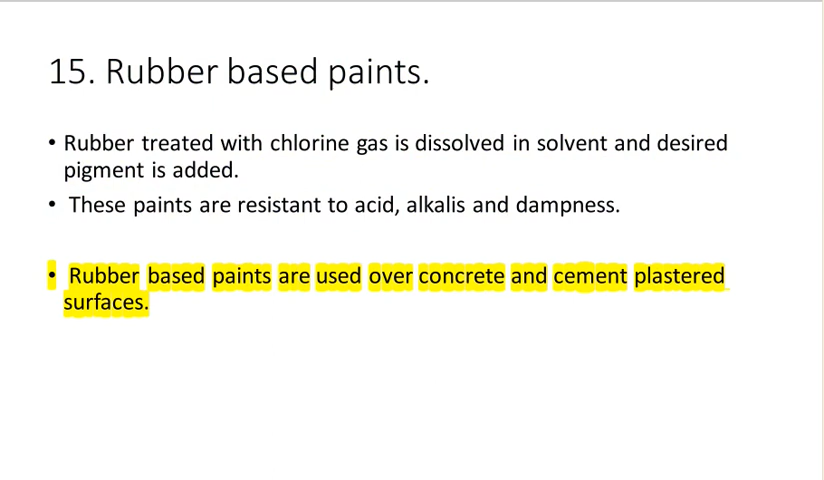 15. Rubber based paints.
• Rubber treated with chlorine gas is dissolved in solvent and desired
pigment is added.
• These paints are resistant to acid, alkalis and dampness.
• Rubber based paints are used over concrete and cement plastered
surfaces.